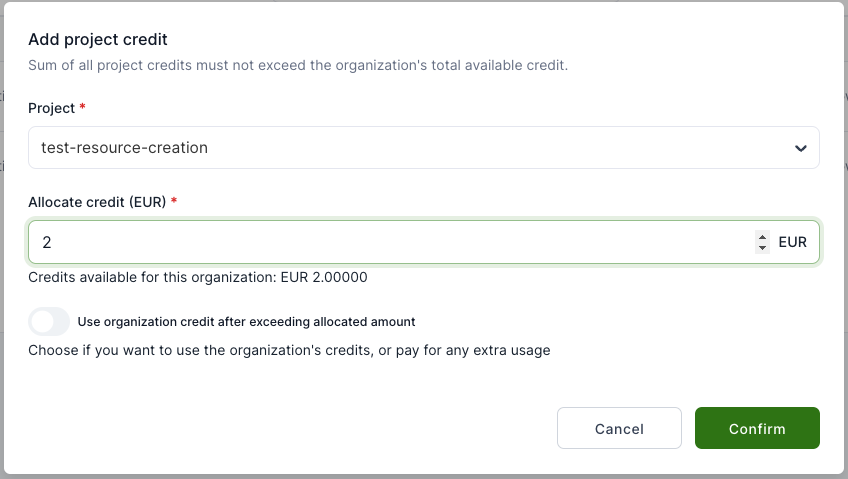 Add project credit
Sum of all project credits must not exceed the organization's total available credit.
Project *
test-resource-creation
Allocate credit (EUR) *
2 EUR
Credits available for this organization: EUR 2.00000
Use organization credit after exceeding allocated amount
Choose if you want to use the organization's credits, or pay for any extra usage
Cancel Confirm